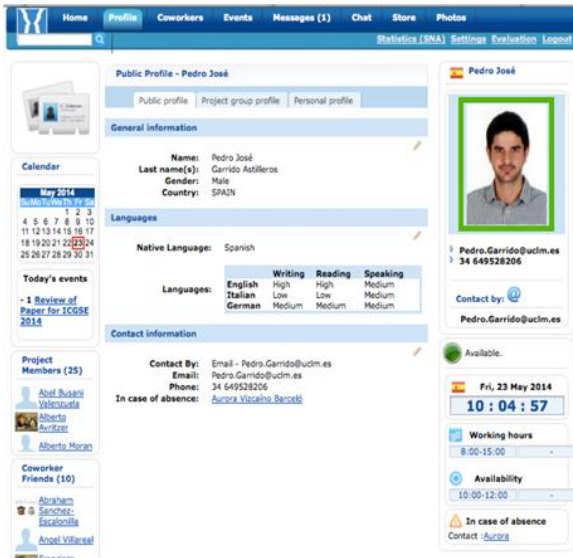 Home Profile Coworkers Events Messages (1) Chat Store Photos
Statistics (SNA) Settings Evaluation Logout
Calendar
May 2014
Su Mo Tu We Th Fr Sa
1 2 3
4 5 6 7 8 9 10
11 12 13 14 15 16 17
18 19 20 21 22 23 24
25 26 27 28 29 30 31
Today's events
- 1 Review of
Paper for ICGSE
2014
Project
Members (25)
Abel Busani
Valenzuela
Alberto
Avritzer
Alberto Moran
Coworker
Friends (10)
Abraham
Sanchez-
Escalonilla
Angel Villareal
Public Profile - Pedro José
Public profile Project group profile Personal profile
General information
Name: Pedro José
Last name(s): Garrido Astilleros
Gender: Male
Country: SPAIN
Languages
Native Language: Spanish
Writing Reading Speaking
Languages:
English High High Medium
Italian Low Low Medium
German Medium Medium Medium
Contact information
Contact By: Email - Pedro.Garrido@uclm.es
Email: Pedro.Garrido@uclm.es
Phone: 34 649528206
In case of absence: Aurora Vizcaíno Barceló
Pedro José
Pedro.Garrido@uclm.es
34 649528206
Contact by: @
Pedro.Garrido@uclm.es
Available.
Fri, 23 May 2014
10 : 04 : 57
Working hours
8:00-15:00 -
Availability
10:00-12:00 -
In case of absence
Contact :Aurora